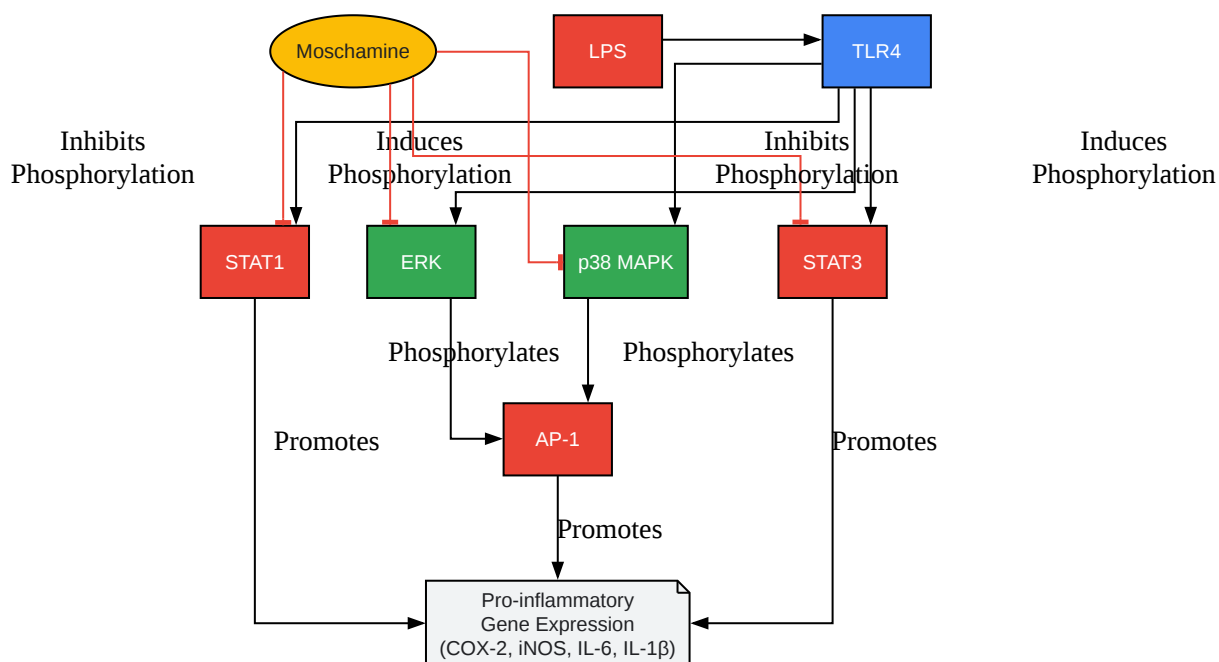 Moschamine
LPS
TLR4
Inhibits
Phosphorylation
Induces
Phosphorylation
Inhibits
Phosphorylation
Induces
Phosphorylation
STAT1
ERK
p38 MAPK
STAT3
Phosphorylates
Phosphorylates
Promotes
AP-1
Promotes
Promotes
Pro-inflammatory
Gene Expression
(COX-2, iNOS, IL-6, IL-1β)